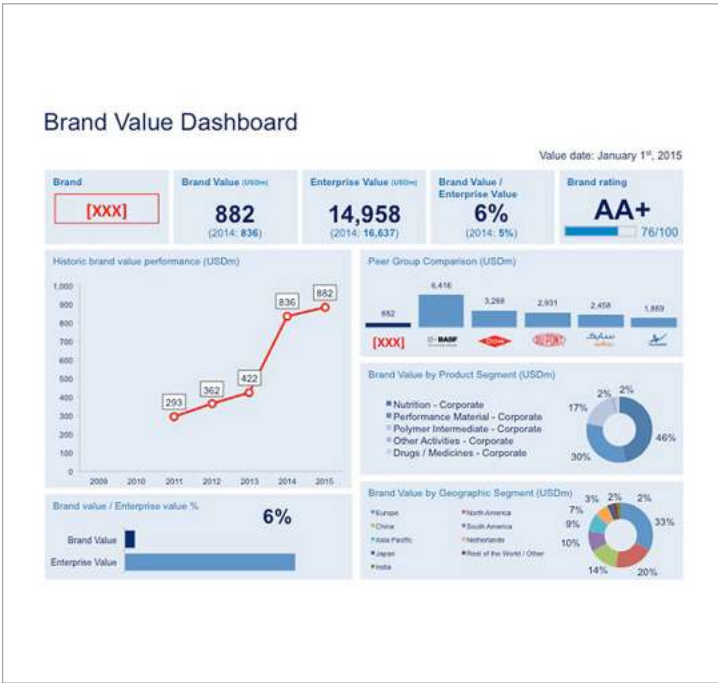 Brand Value Dashboard
Value date: January 1st, 2015
Brand
[XXX]
Brand Value (USDm)
882
(2014: 836)
Enterprise Value (USDm)
14,958
(2014: 16,637)
Brand Value /
Enterprise Value
6%
(2014: 5%)
Brand rating
AA+
76/100
Historic brand value performance (USDm)
1,000
900
800
700
600
500
400
300
200
100
0
293
362
422
836
882
2009 2010 2011 2012 2013 2014 2015
Peer Group Comparison (USDm)
882 6,416 3,288 2,931 2,458 1,869
[XXX] BASF Dow DUPONT سابك
Brand Value by Product Segment (USDm)
Nutrition - Corporate
Performance Material - Corporate
Polymer Intermediate - Corporate
Other Activities - Corporate
Drugs / Medicines - Corporate
2% 2%
17%
46%
30%
Brand value / Enterprise value %
6%
Brand Value
Enterprise Value
Brand Value by Geographic Segment (USDm)
Europe
North America
China
South America
Asia Pacific
Netherlands
Japan
Rest of the World / Other
India
3% 2% 2%
7%
33%
9%
10%
14%
20%